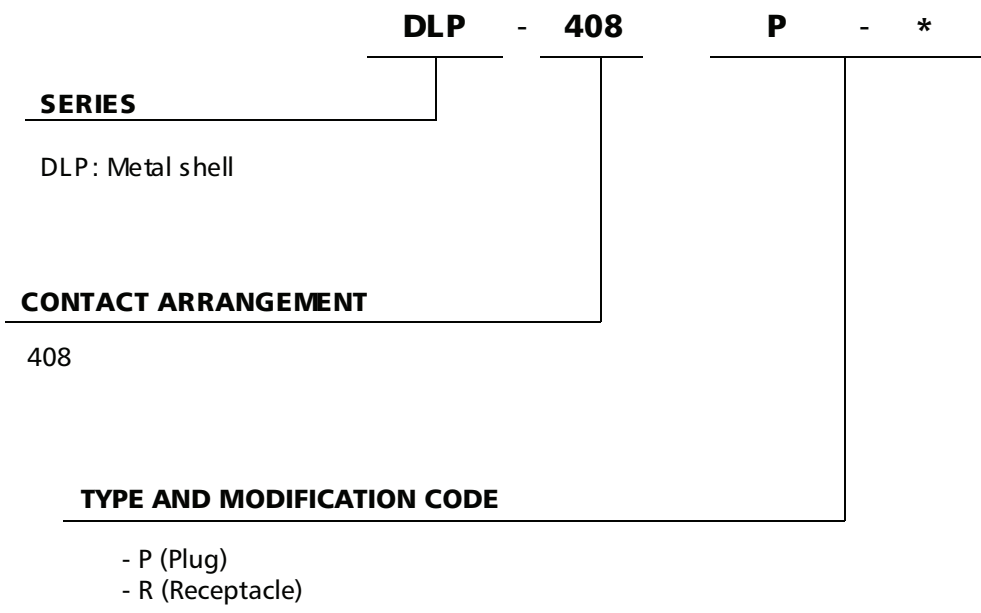 DLP - 408 P - *
SERIES
DLP: Metal shell
CONTACT ARRANGEMENT
408
TYPE AND MODIFICATION CODE
- P (Plug)
- R (Receptacle)